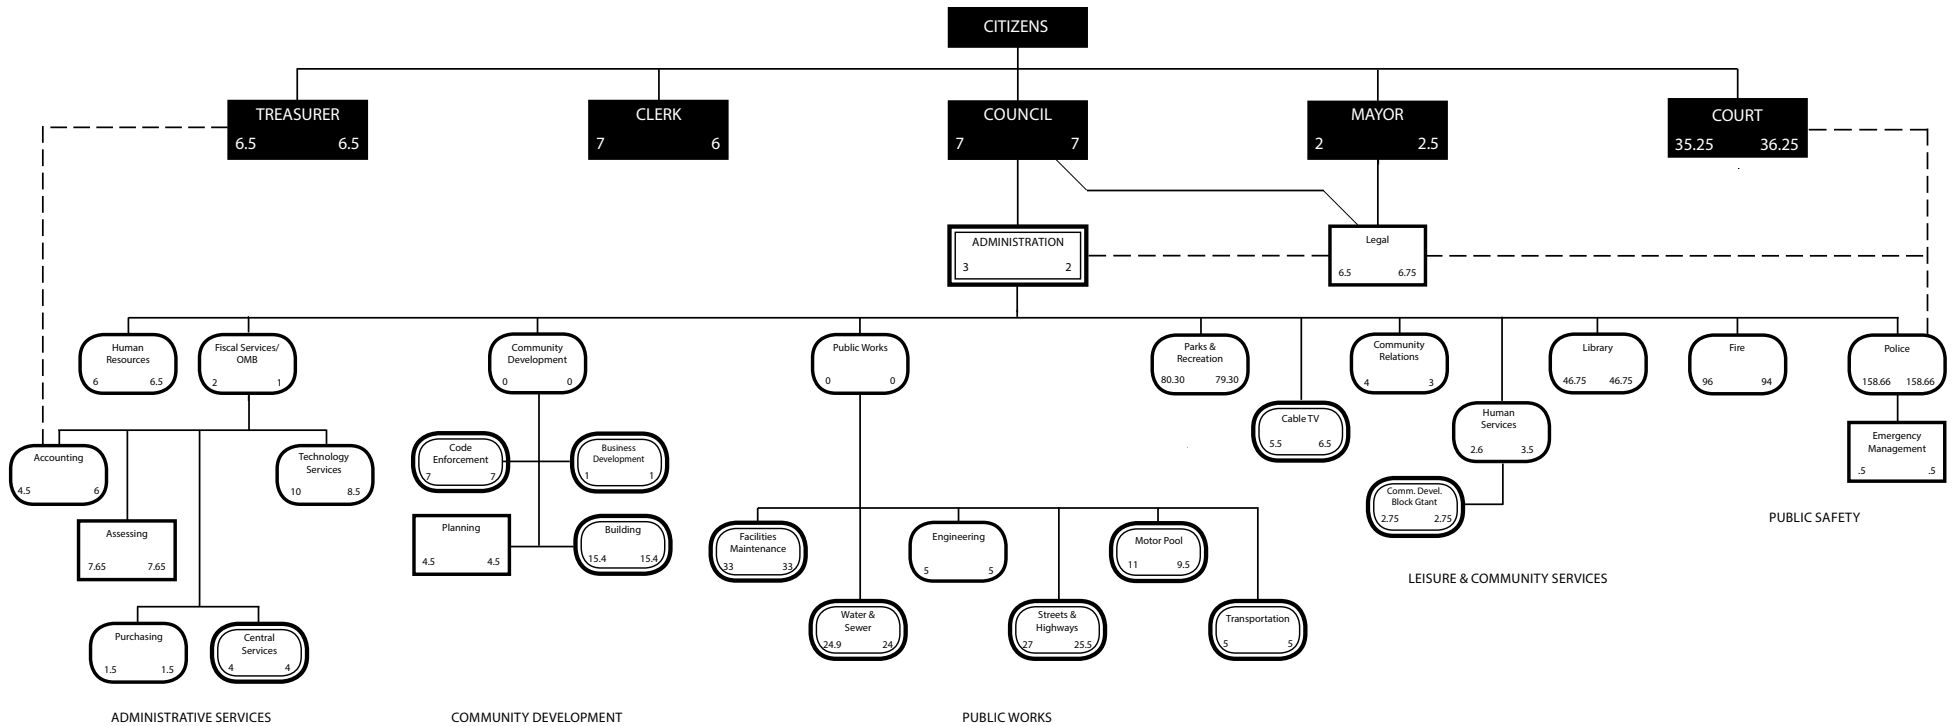 CITIZENS
TREASURER
6.5 6.5
CLERK
7 6
COUNCIL
7 7
MAYOR
2 2.5
COURT
35.25 36.25
ADMINISTRATION
3 2
Legal
6.5 6.75
Human
Resources
6 6.5
Fiscal Services/
OMB
2 1
Community
Development
0 0
Public Works
0 0
Parks &
Recreation
80.30 79.30
Community
Relations
4 3
Library
46.75 46.75
Fire
96 94
Police
158.66 158.66
Cable TV
5.5 6.5
Human
Services
2.6 3.5
Emergency
Management
.5 .5
Accounting
4.5 6
Technology
Services
10 8.5
Code
Enforcement
7 7
Business
Development
1 1
Comm. Devel.
Block Gtant
2.75 2.75
PUBLIC SAFETY
Assessing
7.65 7.65
Planning
4.5 4.5
Building
15.4 15.4
Facilities
Maintenance
33 33
Engineering
5 5
Motor Pool
11 9.5
LEISURE & COMMUNITY SERVICES
Purchasing
1.5 1.5
Central
Services
4 4
Water &
Sewer
24.9 24
Streets &
Highways
27 25.5
Transportation
5 5
ADMINISTRATIVE SERVICES
COMMUNITY DEVELOPMENT
PUBLIC WORKS